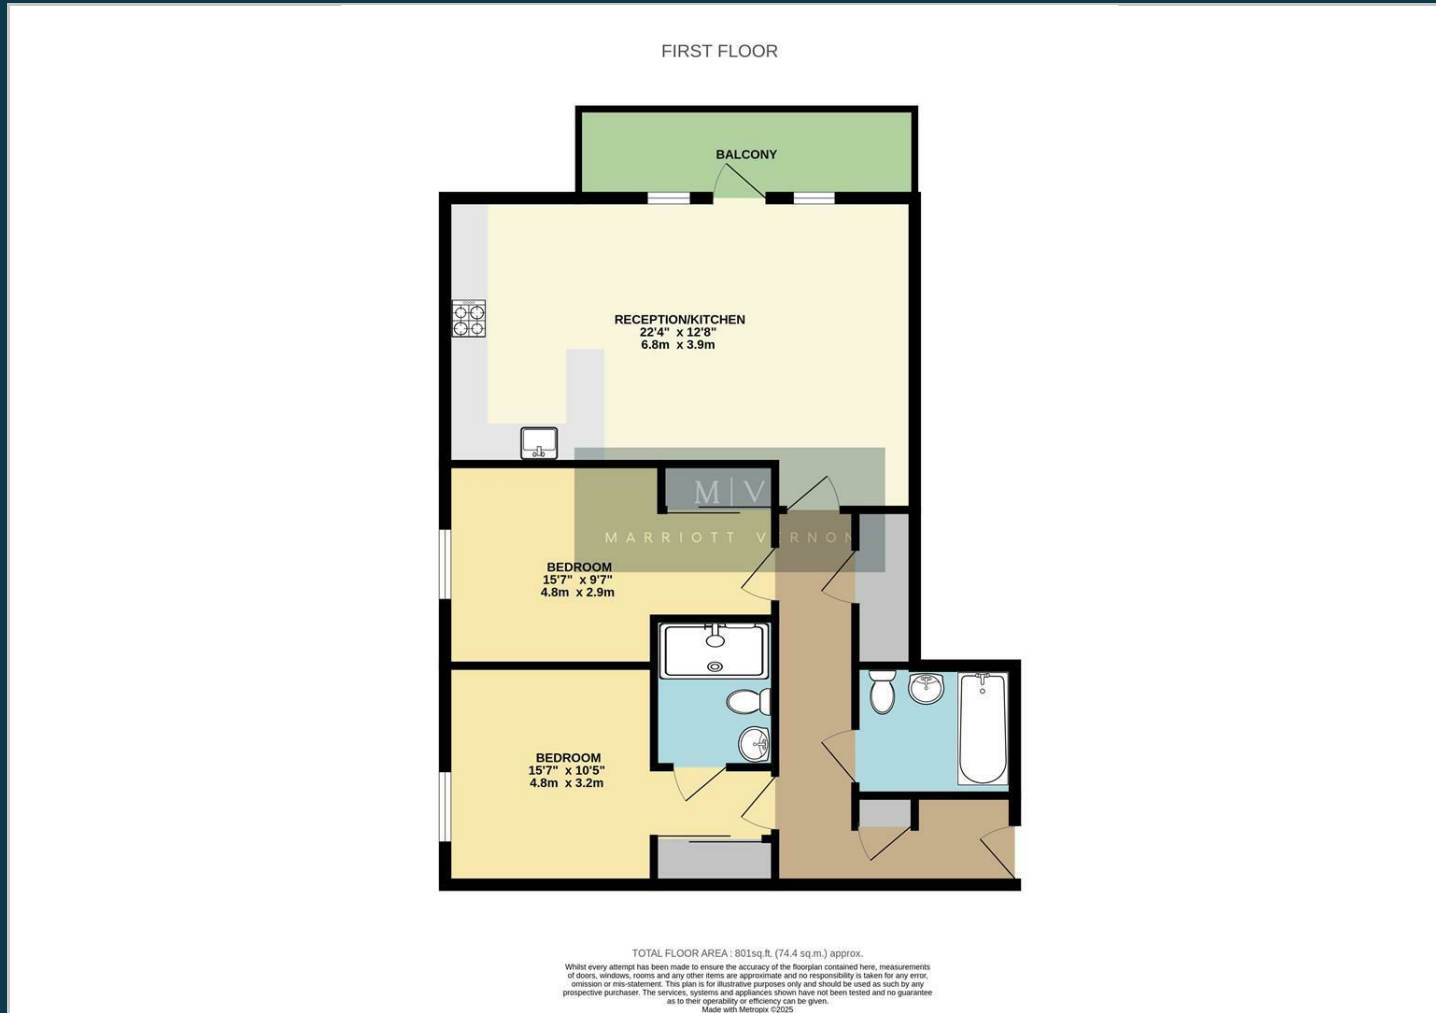 FIRST FLOOR
BALCONY
RECEPTION/KITCHEN
22'4" x 12'8"
6.8m x 3.9m
M|V
MARRIOTT VERNON
BEDROOM
15'7" x 9'7"
4.8m x 2.9m
BEDROOM
15'7" x 10'5"
4.8m x 3.2m
TOTAL FLOOR AREA : 801sq.ft. (74.4 sq.m.) approx.
Whilst every attempt has been made to ensure the accuracy of the floorplan contained here, measurements
of doors, windows, rooms and any other items are approximate and no responsibility is taken for any error,
omission or mis-statement. This plan is for illustrative purposes only and should be used as such by any
prospective purchaser. The services, systems and appliances shown have not been tested and no guarantee
as to their operability or efficiency can be given.
Made with Metropix ©2025